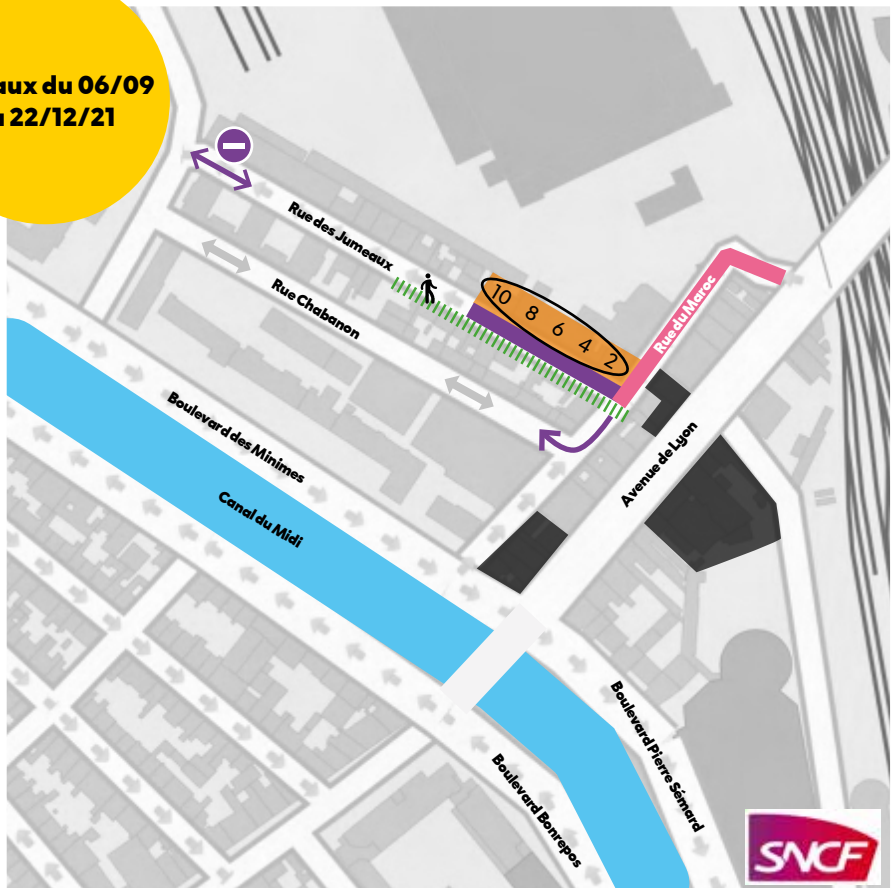 aux du 06/09
22/12/21
Rue des Jumeaux
Rue Chabanon
10
8
6
4
2
Rue du Maroc
Avenue de Lyon
Boulevard des Minimes
Canal du Midi
Boulevard Pierre Sémard
Boulevard Bonrepos
SNCF